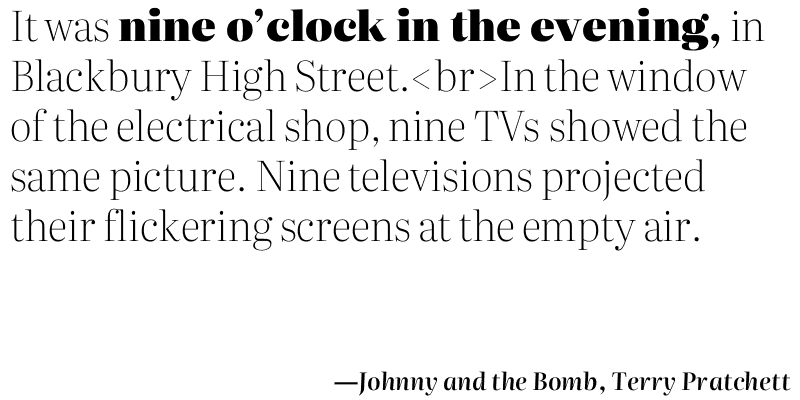 It was nine o’clock in the evening, in
Blackbury High Street.<br>In the window
of the electrical shop, nine TVs showed the
same picture. Nine televisions projected
their flickering screens at the empty air.
—Johnny and the Bomb, Terry Pratchett